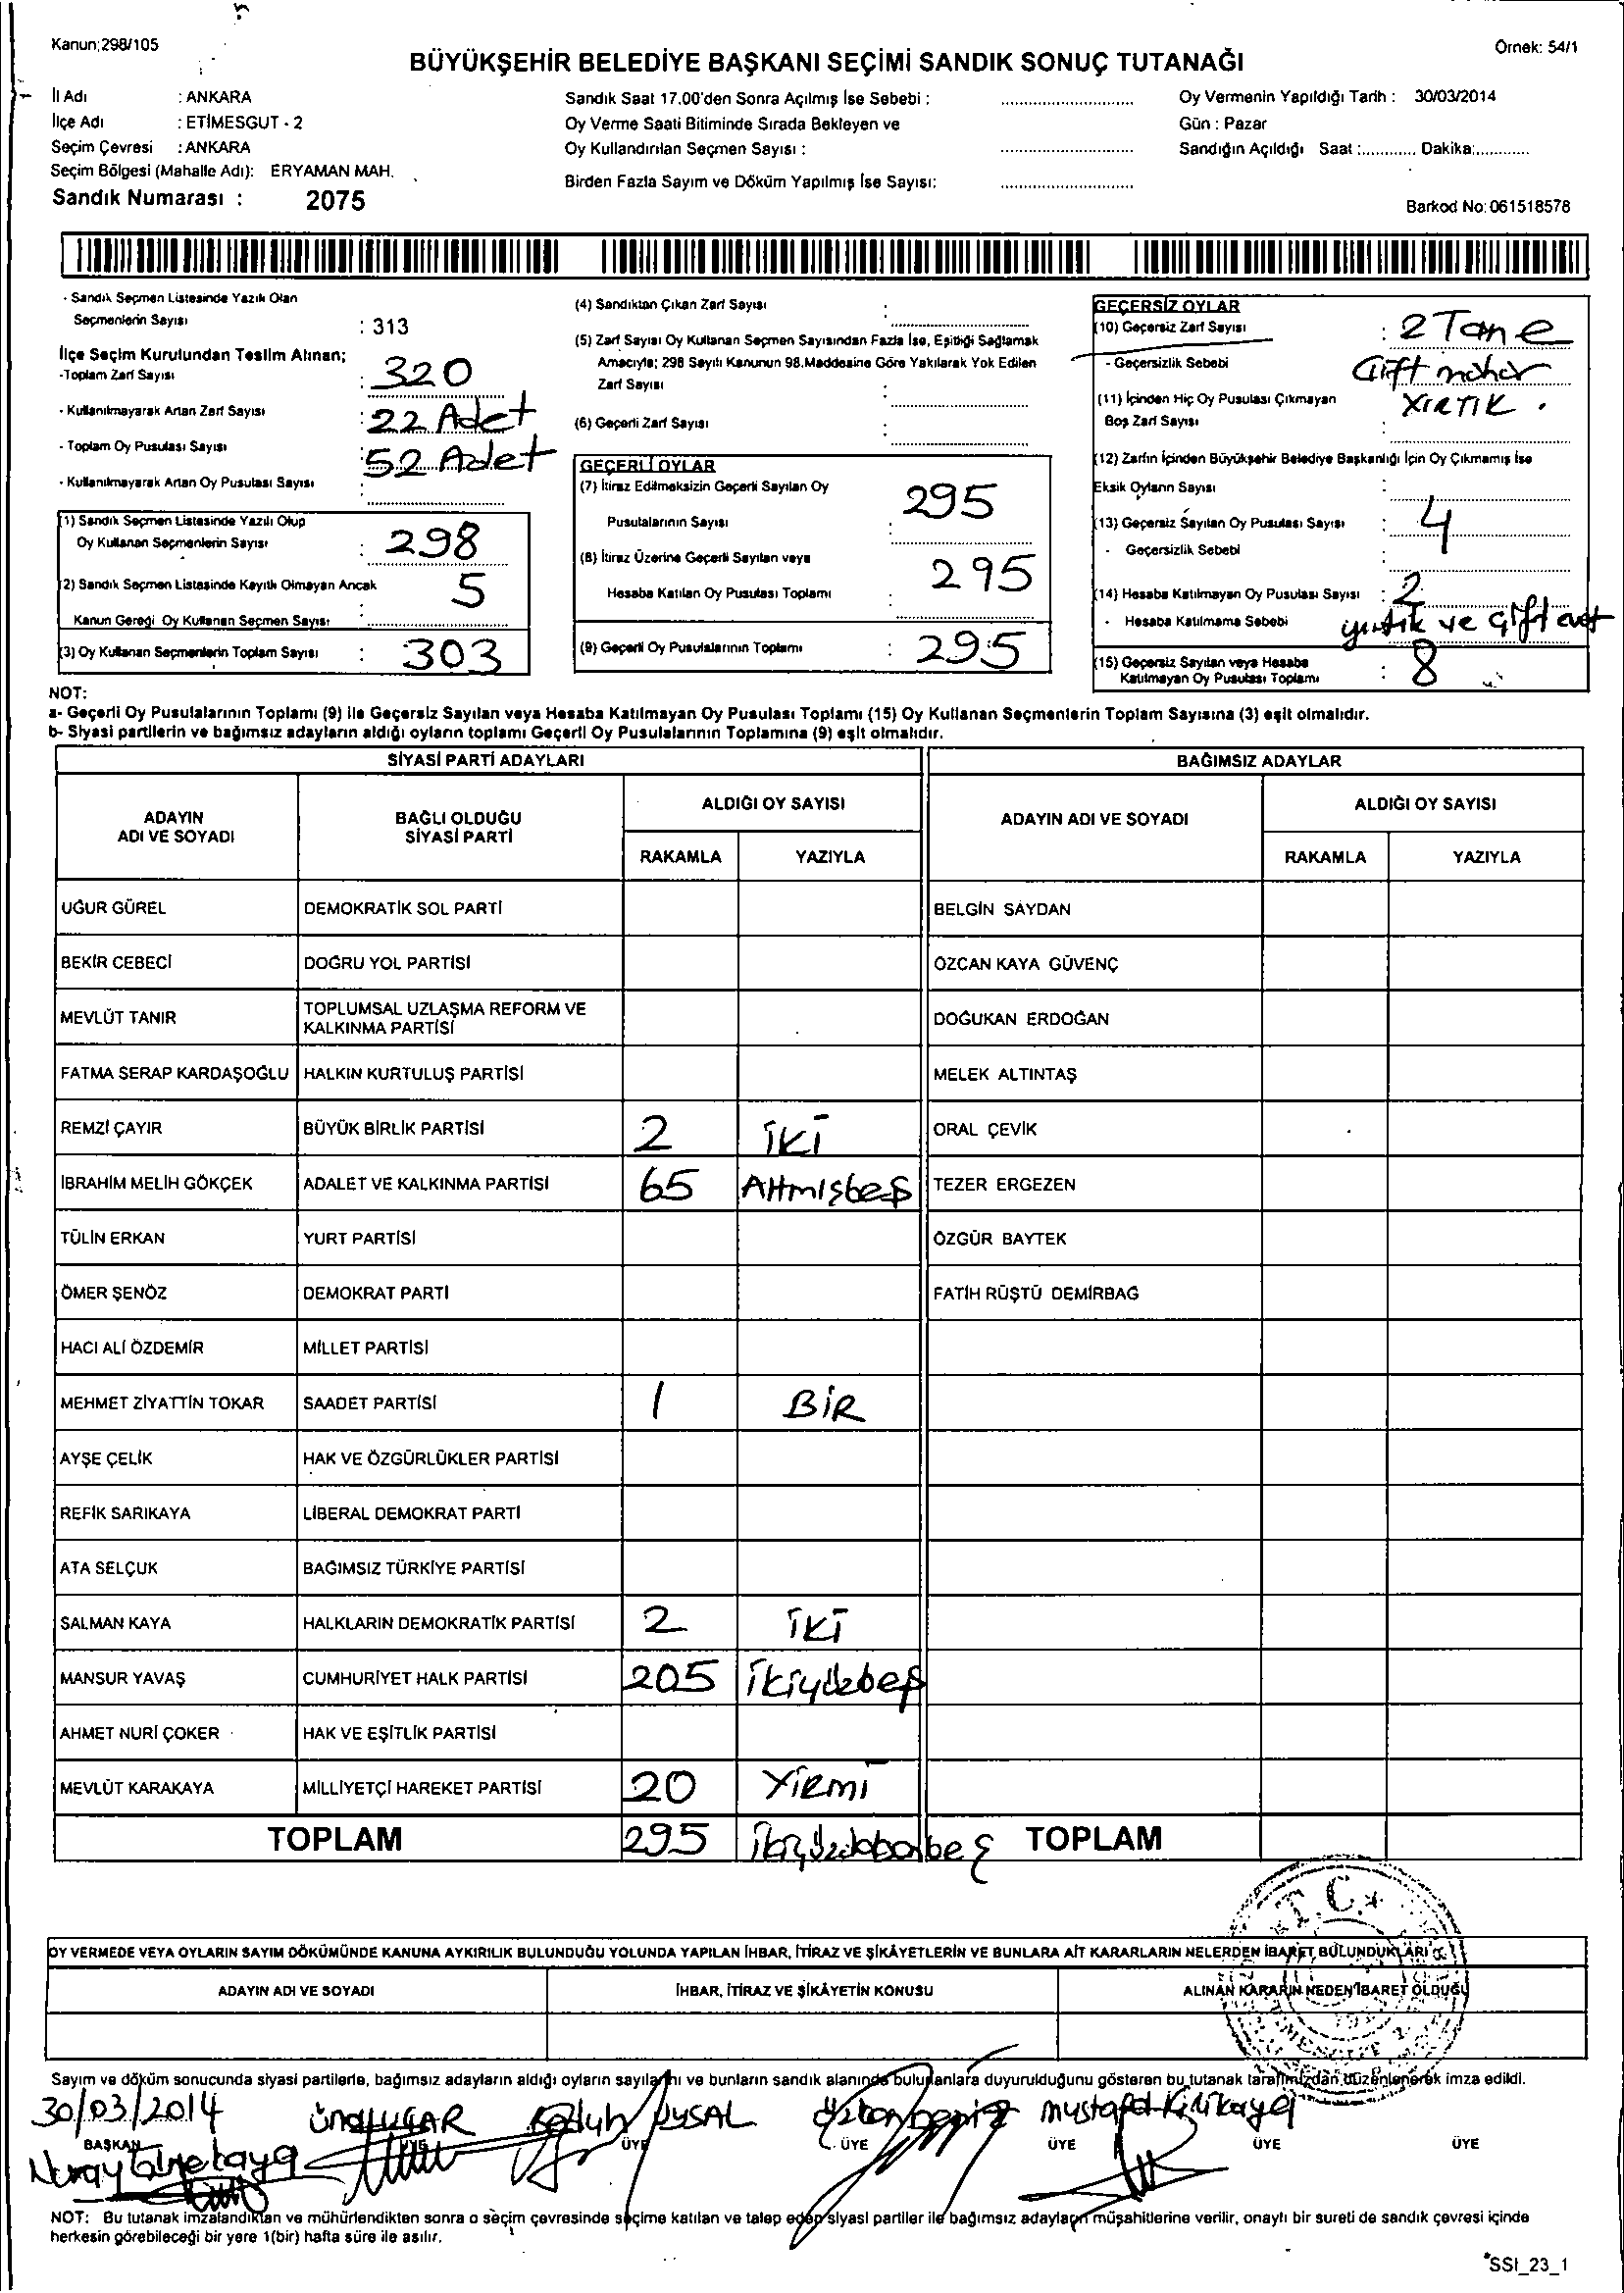 Kanun:298/105
Örnek: 54/1
BÜYÜKŞEHİR BELEDİYE BAŞKANI SEÇİMİ SANDIK SONUÇ TUTANAĞI
İl Adı : ANKARA
İlçe Adı : ETİMESGUT - 2
Seçim Çevresi : ANKARA
Seçim Bölgesi (Mahalle Adı): ERYAMAN MAH.
Sandık Numarası : 2075
Sandık Saat 17.00'den Sonra Açılmış İse Sebebi :
Oy Verme Saati Bitiminde Sırada Bekleyen ve
Oy Kullandırılan Seçmen Sayısı :
Birden Fazla Sayım ve Döküm Yapılmış İse Sayısı:
Oy Vermenin Yapıldığı Tarih : 30/03/2014
Gün : Pazar
Sandığın Açıldığı Saat :............ Dakika:............
Barkod No: 061518578
- Sandık Seçmen Listesinde Yazılı Olan
Seçmenlerin Sayısı : 313
İlçe Seçim Kurulundan Teslim Alınan;
-Toplam Zarf Sayısı : 320
- Kullanılmayarak Artan Zarf Sayısı : 22 Adet
- Toplam Oy Pusulası Sayısı : 52 Adet
- Kullanılmayarak Artan Oy Pusulası Sayısı :
(1) Sandık Seçmen Listesinde Yazılı Olup
Oy Kullanan Seçmenlerin Sayısı : 298
(2) Sandık Seçmen Listesinde Kayıtlı Olmayan Ancak
Kanun Gereği Oy Kullanan Seçmen Sayısı : 5
(3) Oy Kullanan Seçmenlerin Toplam Sayısı : 303
(4) Sandıktan Çıkan Zarf Sayısı :
(5) Zarf Sayısı Oy Kullanan Seçmen Sayısından Fazla İse, Eşitliği Sağlamak
Amacıyla; 298 Sayılı Kanunun 98.Maddesine Göre Yakılarak Yok Edilen
Zarf Sayısı :
(6) Geçerli Zarf Sayısı :
GEÇERLİ OYLAR
(7) İtiraz Edilmeksizin Geçerli Sayılan Oy
Pusulalarının Sayısı : 295
(8) İtiraz Üzerine Geçerli Sayılan veya
Hesaba Katılan Oy Pusulası Toplamı : 295
(9) Geçerli Oy Pusulalarının Toplamı : 295
GEÇERSİZ OYLAR
(10) Geçersiz Zarf Sayısı : 2 Tane
- Geçersizlik Sebebi Çift mühür
(11) İçinden Hiç Oy Pusulası Çıkmayan
Boş Zarf Sayısı :
(12) Zarfın İçinden Büyükşehir Belediye Başkanlığı İçin Oy Çıkmamış İse
Eksik Oyların Sayısı :
(13) Geçersiz Sayılan Oy Pusulası Sayısı : 4
- Geçersizlik Sebebi :
(14) Hesaba Katılmayan Oy Pusulası Sayısı : 2
- Hesaba Katılmama Sebebi yırtık ve Çift evet
(15) Geçersiz Sayılan veya Hesaba
Katılmayan Oy Pusulası Toplamı : 8
NOT:
a- Geçerli Oy Pusulalarının Toplamı (9) ile Geçersiz Sayılan veya Hesaba Katılmayan Oy Pusulası Toplamı (15) Oy Kullanan Seçmenlerin Toplam Sayısına (3) eşit olmalıdır.
b- Siyasi partilerin ve bağımsız adayların aldığı oyların toplamı Geçerli Oy Pusulalarının Toplamına (9) eşit olmalıdır.
SİYASİ PARTİ ADAYLARI BAĞIMSIZ ADAYLAR
ADAYIN
ADI VE SOYADI
BAĞLI OLDUĞU
SİYASİ PARTİ
ALDIĞI OY SAYISI
RAKAMLA YAZIYLA
ADAYIN ADI VE SOYADI
ALDIĞI OY SAYISI
RAKAMLA YAZIYLA
UĞUR GÜREL DEMOKRATİK SOL PARTİ BELGİN SAYDAN
BEKİR CEBECİ DOĞRU YOL PARTİSİ ÖZCAN KAYA GÜVENÇ
MEVLÜT TANIR TOPLUMSAL UZLAŞMA REFORM VE
KALKINMA PARTİSİ DOĞUKAN ERDOĞAN
FATMA SERAP KARDAŞOĞLU HALKIN KURTULUŞ PARTİSİ MELEK ALTINTAŞ
REMZİ ÇAYIR BÜYÜK BİRLİK PARTİSİ 2 İKİ ORAL ÇEVİK
İBRAHİM MELİH GÖKÇEK ADALET VE KALKINMA PARTİSİ 65 Altmışbeş TEZER ERGEZEN
TÜLİN ERKAN YURT PARTİSİ ÖZGÜR BAYTEK
ÖMER ŞENÖZ DEMOKRAT PARTİ FATİH RÜŞTÜ DEMİRBAĞ
HACI ALİ ÖZDEMİR MİLLET PARTİSİ
MEHMET ZİYATTİN TOKAR SAADET PARTİSİ 1 BİR
AYŞE ÇELİK HAK VE ÖZGÜRLÜKLER PARTİSİ
REFİK SARIKAYA LİBERAL DEMOKRAT PARTİ
ATA SELÇUK BAĞIMSIZ TÜRKİYE PARTİSİ
SALMAN KAYA HALKLARIN DEMOKRATİK PARTİSİ 2 İKİ
MANSUR YAVAŞ CUMHURİYET HALK PARTİSİ 205 ikiyüzbeş
AHMET NURİ ÇOKER HAK VE EŞİTLİK PARTİSİ
MEVLÜT KARAKAYA MİLLİYETÇİ HAREKET PARTİSİ 20 Yirmi
TOPLAM 295 TOPLAM
T.C.
OY VERMEDE VEYA OYLARIN SAYIM DÖKÜMÜNDE KANUNA AYKIRILIK BULUNDUĞU YOLUNDA YAPILAN İHBAR, İTİRAZ VE ŞİKÂYETLERİN VE BUNLARA AİT KARARLARIN NELERDEN İBARET BULUNDUKLARI
ADAYIN ADI VE SOYADI İHBAR, İTİRAZ VE ŞİKÂYETİN KONUSU ALINAN KARARIN NEDEN İBARET OLDUĞU
Sayım ve döküm sonucunda siyasi partilerle, bağımsız adayların aldığı oyların sayılarını ve bunların sandık alanında bulunanlara duyurulduğunu gösteren bu tutanak tarafımızdan düzenlenerek imza edildi.
30/03/2014
BAŞKAN ÜYE ÜYE ÜYE ÜYE ÜYE ÜYE
NOT: Bu tutanak imzalandıktan ve mühürlendikten sonra o seçim çevresinde seçime katılan ve talep eden siyasi partiler ile bağımsız adayların müşahitlerine verilir, onaylı bir sureti de sandık çevresi içinde
herkesin görebileceği bir yere 1(bir) hafta süre ile asılır.
*SSI_23_1